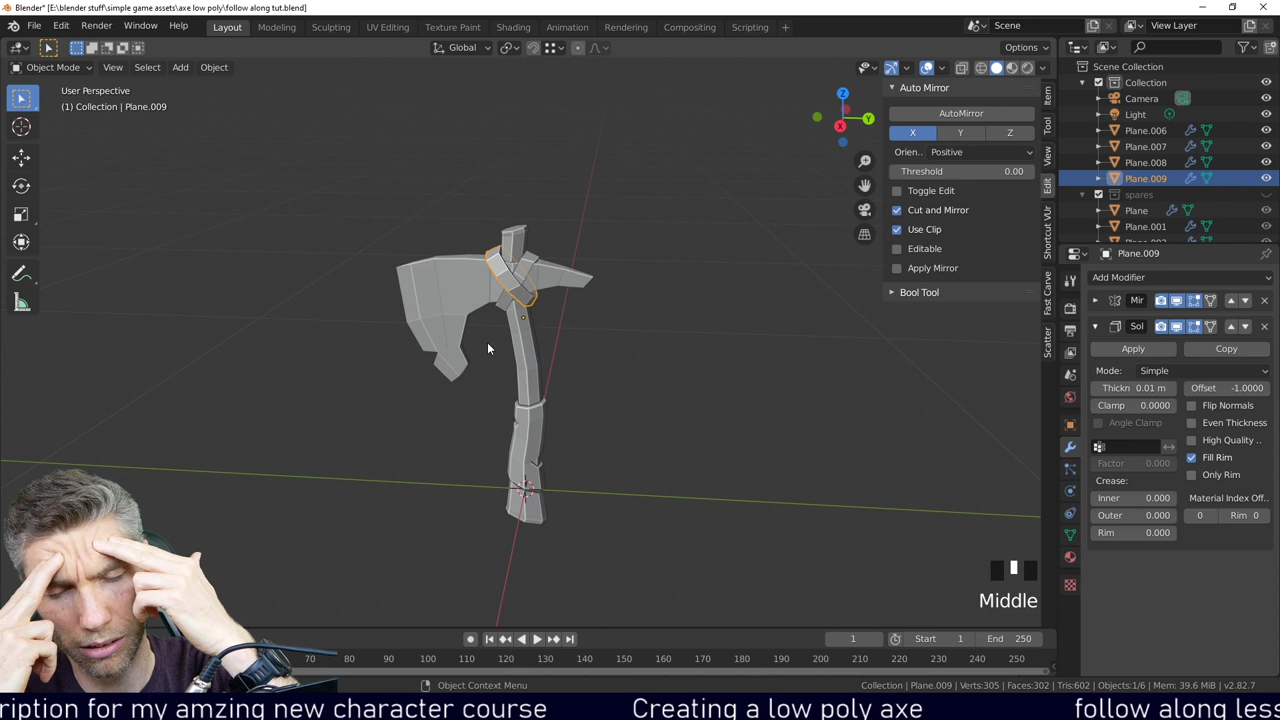 Blender* [E:\blender stuff\simple game assets\axe low poly\follow along tut.blend]
File Edit Render Window Help Layout Modeling Sculpting UV Editing Texture Paint Shading Animation Rendering Compositing Scripting + Scene View Layer
Global Options
Object Mode View Select Add Object
User Perspective
(1) Collection | Plane.009
Z
Y
X
Auto Mirror
AutoMirror
X Y Z
Orien.. Positive
Threshold 0.00
Toggle Edit
Cut and Mirror
Use Clip
Editable
Apply Mirror
Bool Tool
Item
Tool
View
Edit
Shortcut VUr
Fast Carve
Scatter
Scene Collection
Collection
Camera
Light
Plane.006
Plane.007
Plane.008
Plane.009
spares
Plane
Plane.001
Plane.009
Add Modifier
Mir
Sol
Apply Copy
Mode: Simple
Thickn 0.01 m Offset -1.0000
Clamp 0.0000 Flip Normals
Angle Clamp Even Thickness
High Quality ..
Factor 0.000 Fill Rim
Crease: Only Rim
Inner 0.000 Material Index Off..
Outer 0.000 0 Rim 0
Rim 0.000
Middle
1 Start 1 End 250
70 80 90 100 110 120 130 140 150 160 170 180 190 200 210 220 230 240 250
Object Context Menu Collection | Plane.009 | Verts:305 | Faces:302 | Tris:602 | Objects:1/6 | Mem: 39.6 MiB | v2.82.7
ription for my amzing new character course Creating a low poly axe follow along less